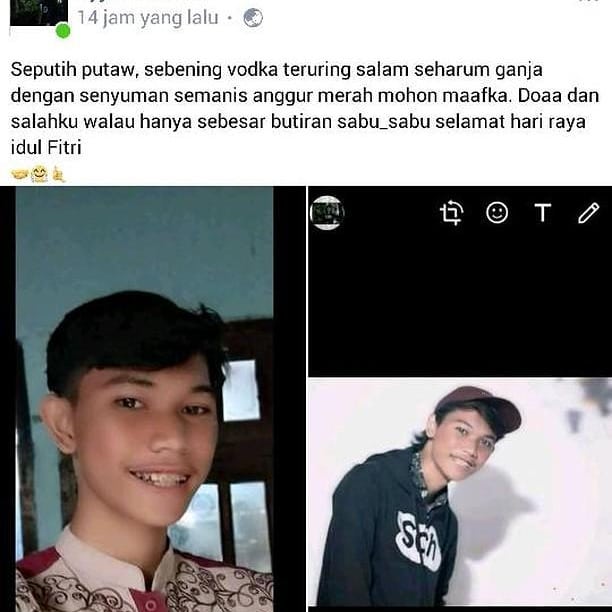 14 jam yang lalu ·
Seputih putaw, sebening vodka teruring salam seharum ganja
dengan senyuman semanis anggur merah mohon maafka. Doaa dan
salahku walau hanya sebesar butiran sabu_sabu selamat hari raya
idul Fitri
🤝🤗🤙
T